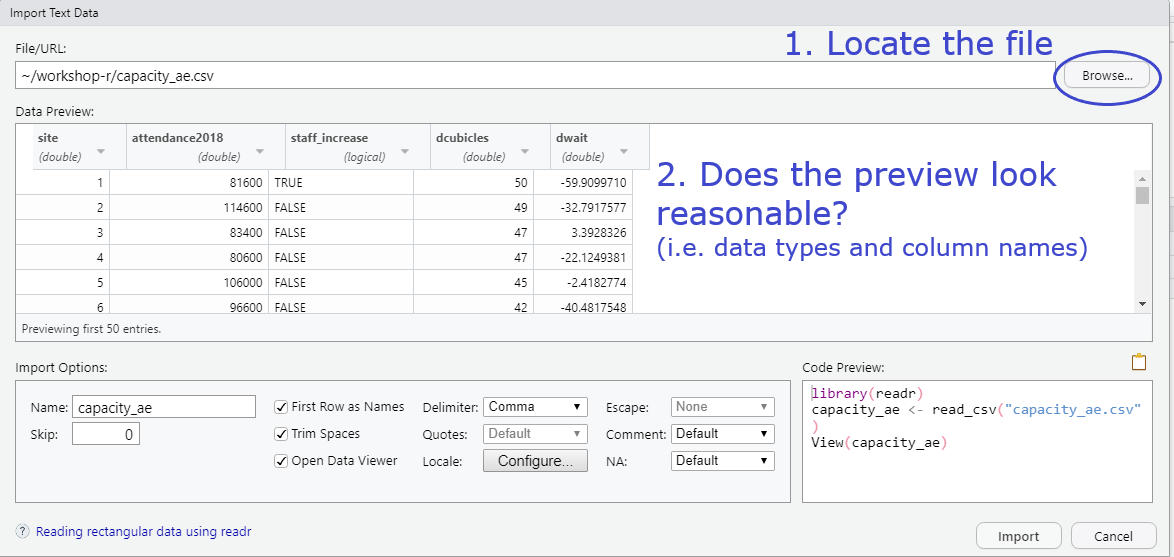 Import Text Data
File/URL:
1. Locate the file
~/workshop-r/capacity_ae.csv
Browse...
Data Preview:
site attendance2018 staff_increase dcubicles dwait
(double) (double) (logical) (double) (double)
1 81600 TRUE 50 -59.9099710
2 114600 FALSE 49 -32.7917577
3 83400 FALSE 47 3.3928326
4 80600 FALSE 47 -22.1249381
5 106000 FALSE 45 -2.4182774
6 96600 FALSE 42 -40.4817548
2. Does the preview look
reasonable?
(i.e. data types and column names)
Previewing first 50 entries.
Import Options:
Name: capacity_ae
Skip: 0
First Row as Names
Trim Spaces
Open Data Viewer
Delimiter: Comma
Quotes: Default
Locale: Configure...
Escape: None
Comment: Default
NA: Default
Code Preview:
library(readr)
capacity_ae <- read_csv("capacity_ae.csv"
)
View(capacity_ae)
? Reading rectangular data using readr
Import
Cancel